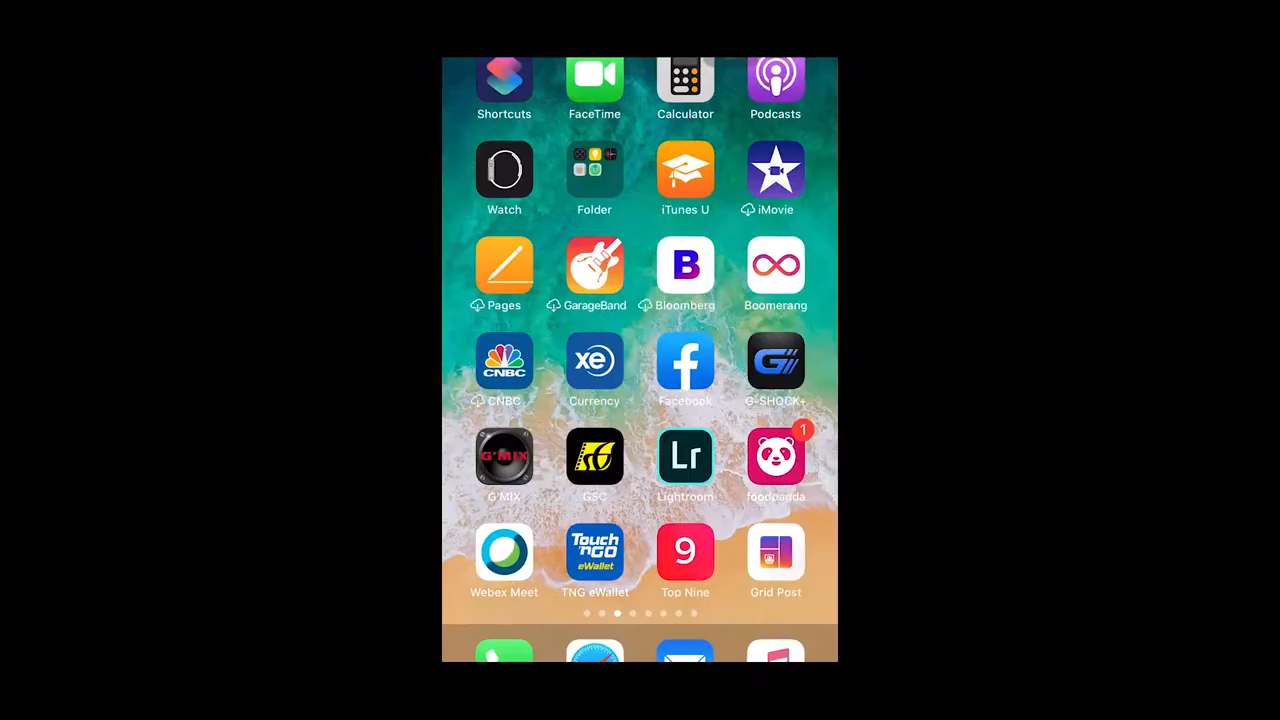 Shortcuts FaceTime Calculator Podcasts
Watch Folder iTunes U iMovie
B
Pages GarageBand Bloomberg Boomerang
CNBC xe f G
CNBC Currency Facebook G-SHOCK+
1
G'MIX Lr
G'MIX GSC Lightroom foodpanda
Touch 'n GO eWallet 9
Webex Meet TNG eWallet Top Nine Grid Post